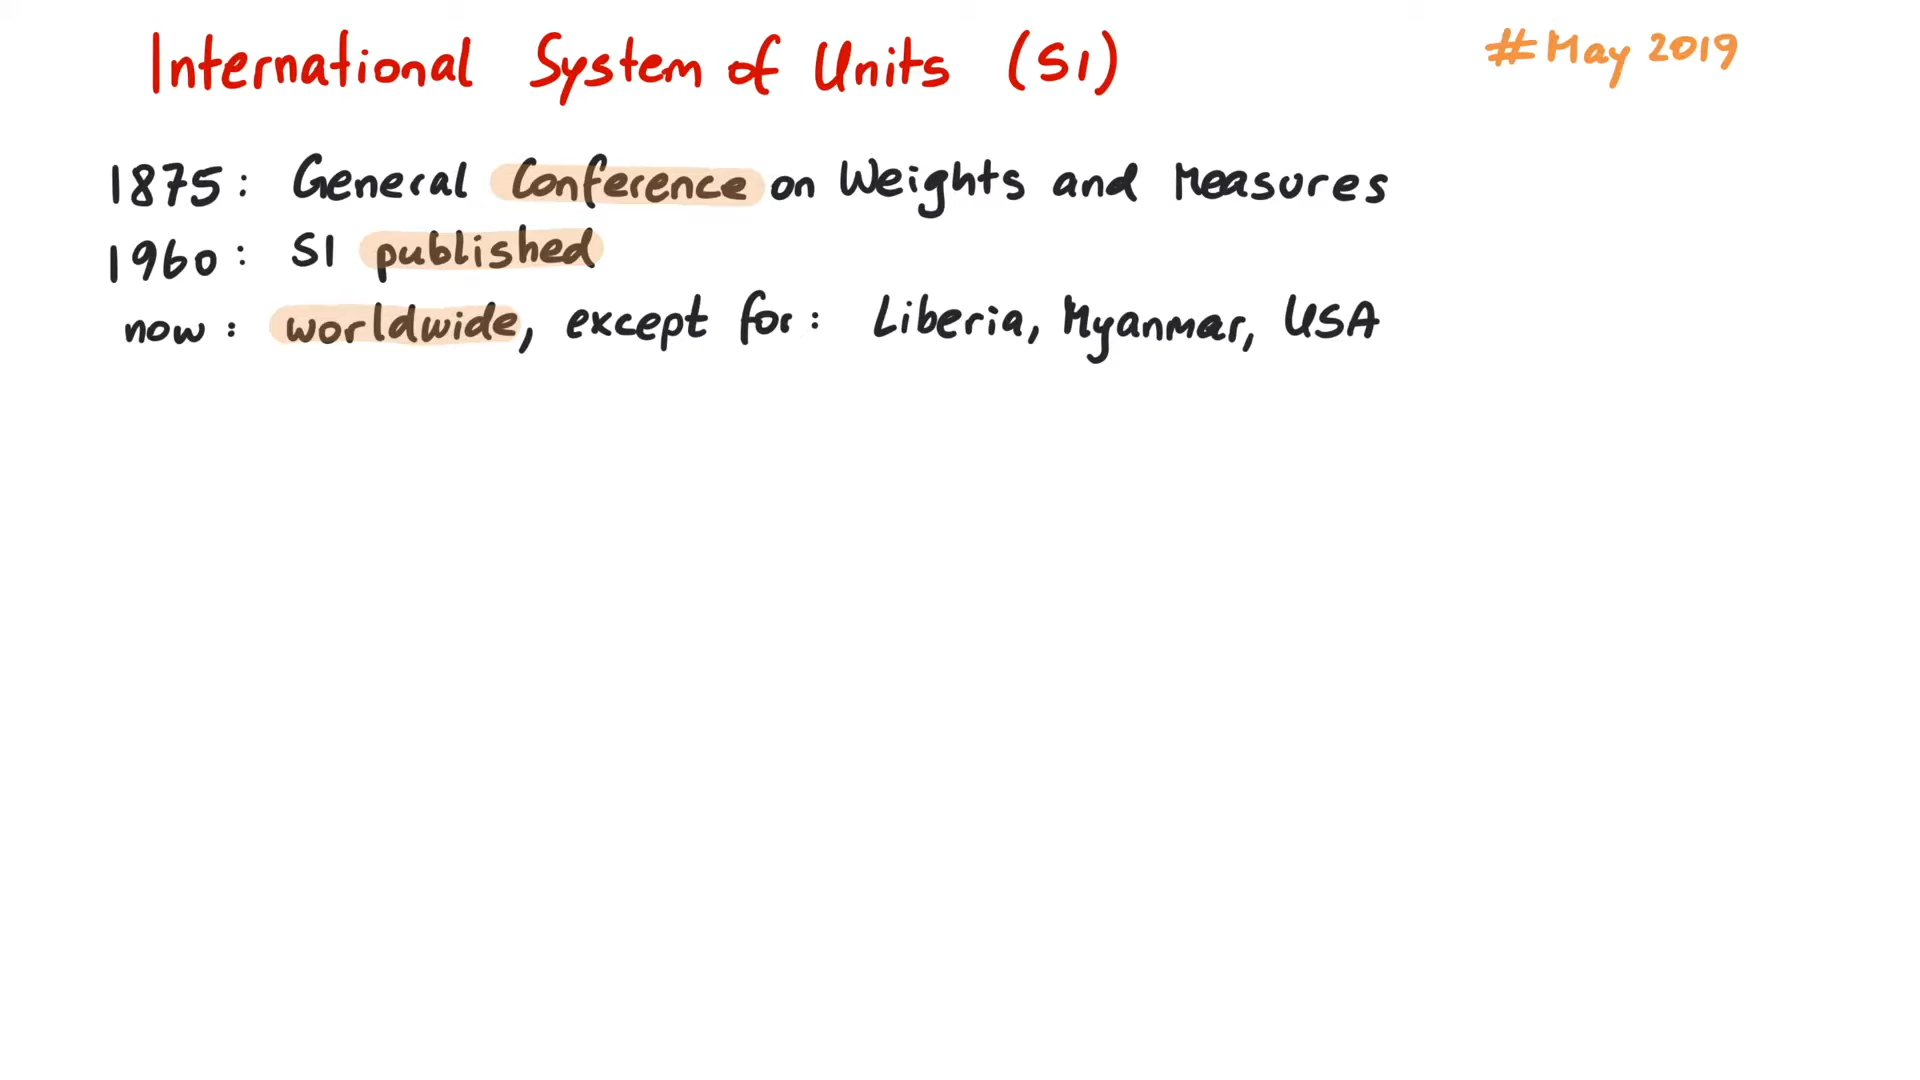 International System of Units (SI)
#May 2019
1875: General Conference on Weights and Measures
1960: SI published
now: worldwide, except for: Liberia, Myanmar, USA